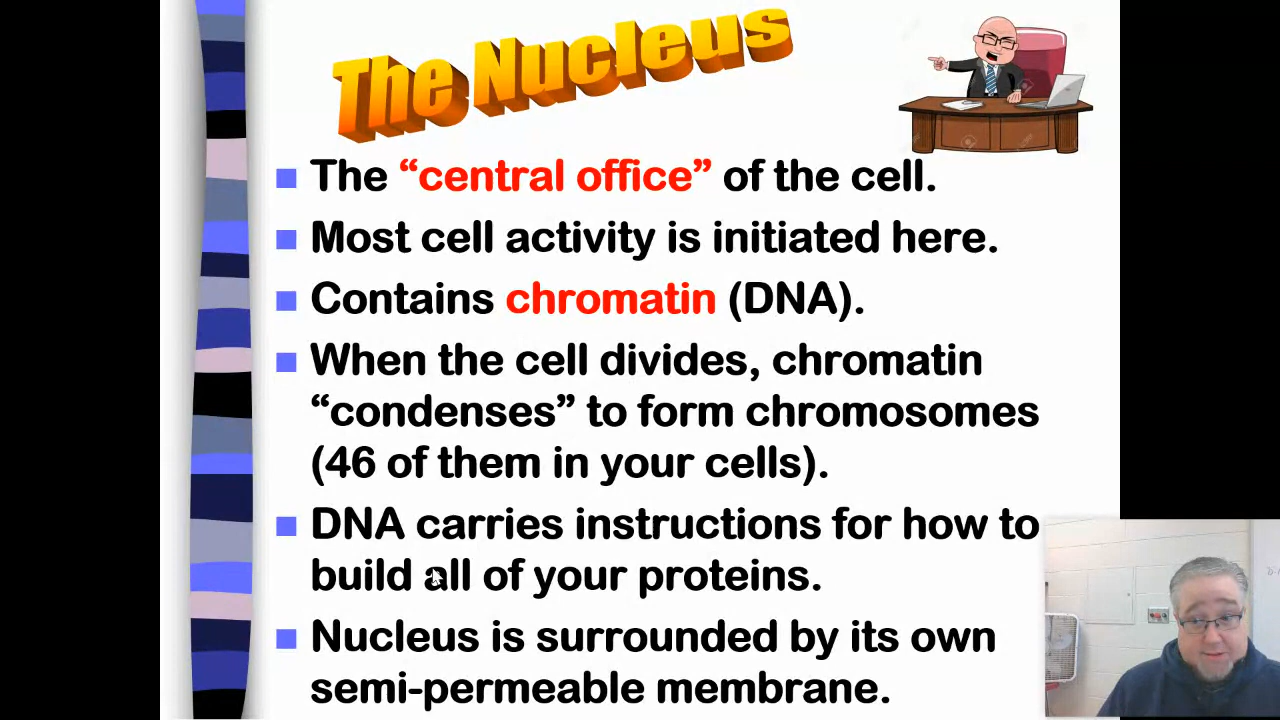 The Nucleus
The “central office” of the cell.
Most cell activity is initiated here.
Contains chromatin (DNA).
When the cell divides, chromatin
“condenses” to form chromosomes
(46 of them in your cells).
DNA carries instructions for how to
build all of your proteins.
Nucleus is surrounded by its own
semi-permeable membrane.